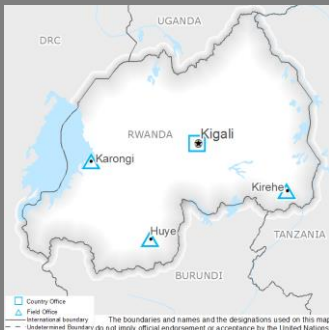 UGANDA
DRC
RWANDA
Kigali
Karongi
Kirehe
Huye
TANZANIA
BURUNDI
Country Office
Field Office
International boundary
Undetermined Boundary
The boundaries and names and the designations used on this map
do not imply official endorsement or acceptance by the United Nations